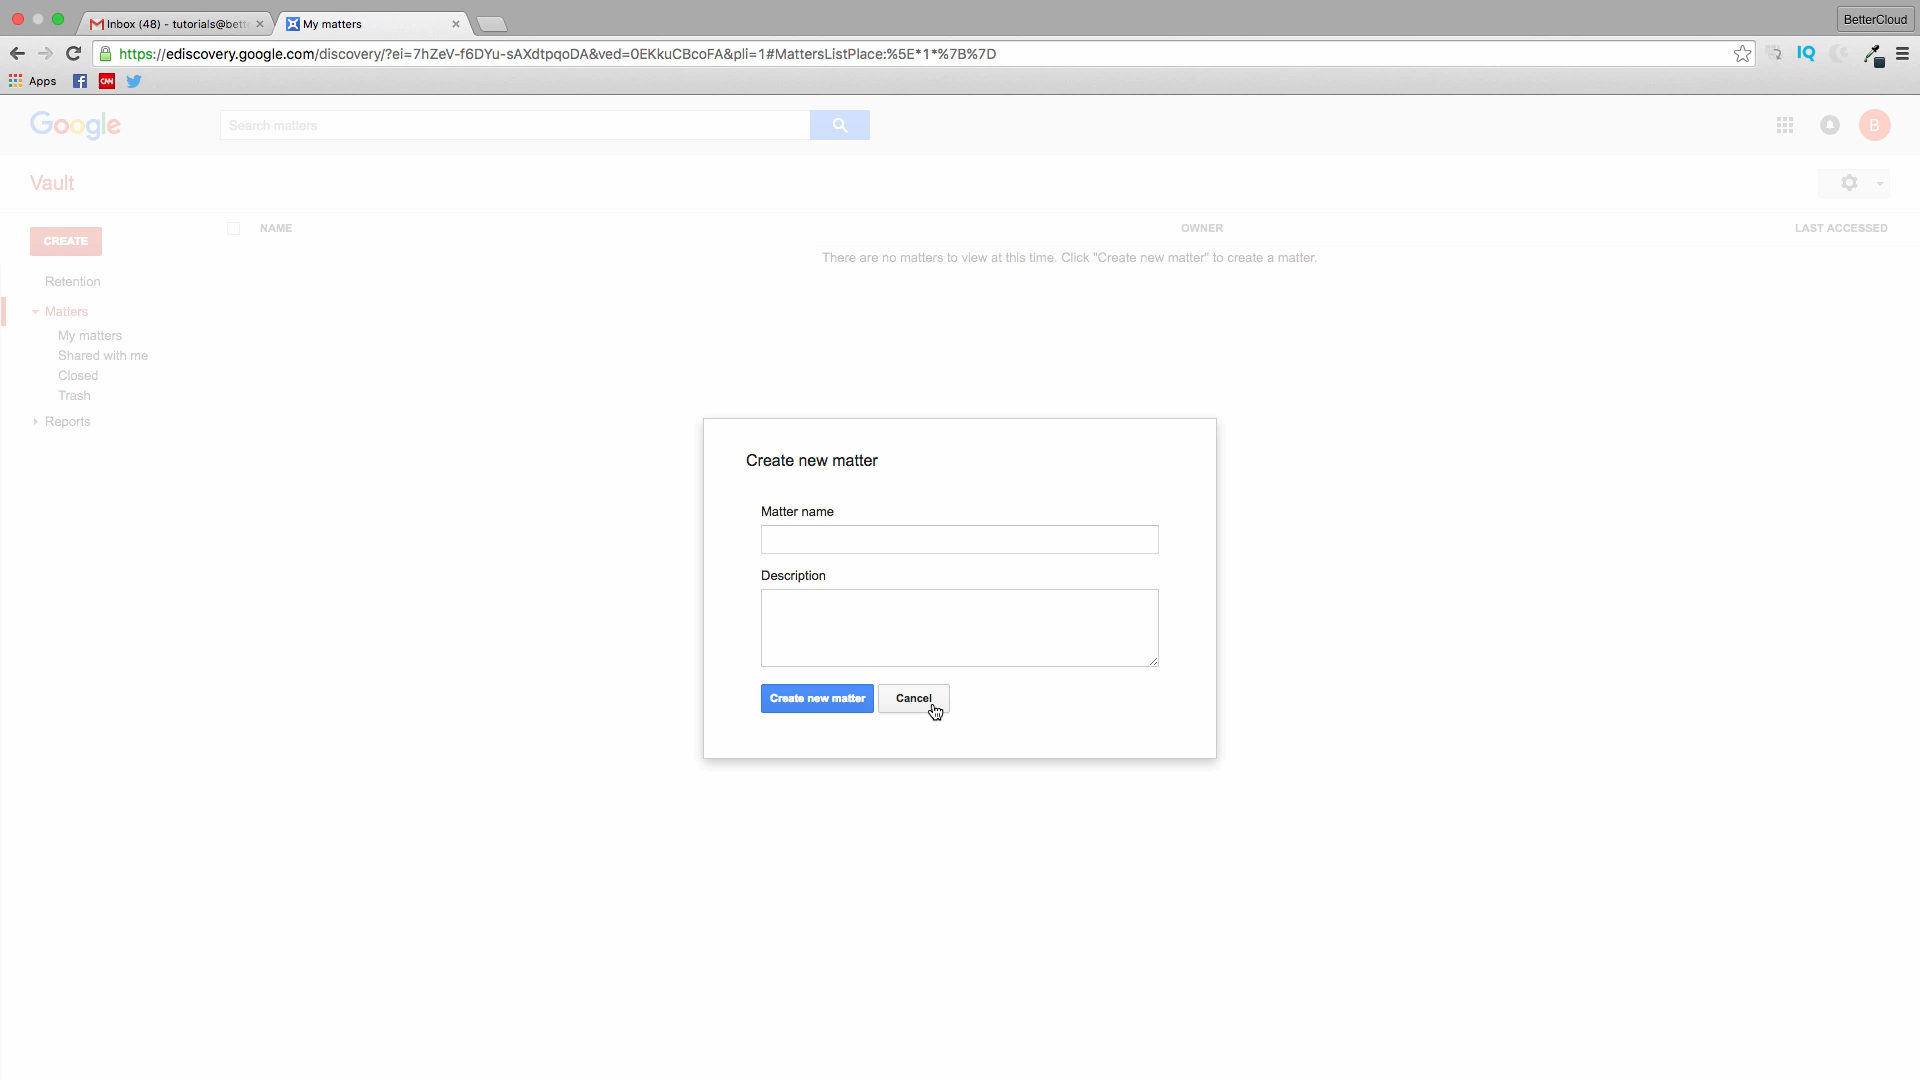 Inbox (48) - tutorials@bett
My matters
BetterCloud
https://ediscovery.google.com/discovery/?ei=7hZeV-f6DYu-sAXdtpqoDA&ved=0EKkuCBcoFA&pli=1#MattersListPlace:%5E*1*%7B%7D
IQ
Apps
CNN
Google
Search matters
B
Vault
CREATE
NAME
OWNER
LAST ACCESSED
There are no matters to view at this time. Click "Create new matter" to create a matter.
Retention
Matters
My matters
Shared with me
Closed
Trash
Reports
Create new matter
Matter name
Description
Create new matter
Cancel